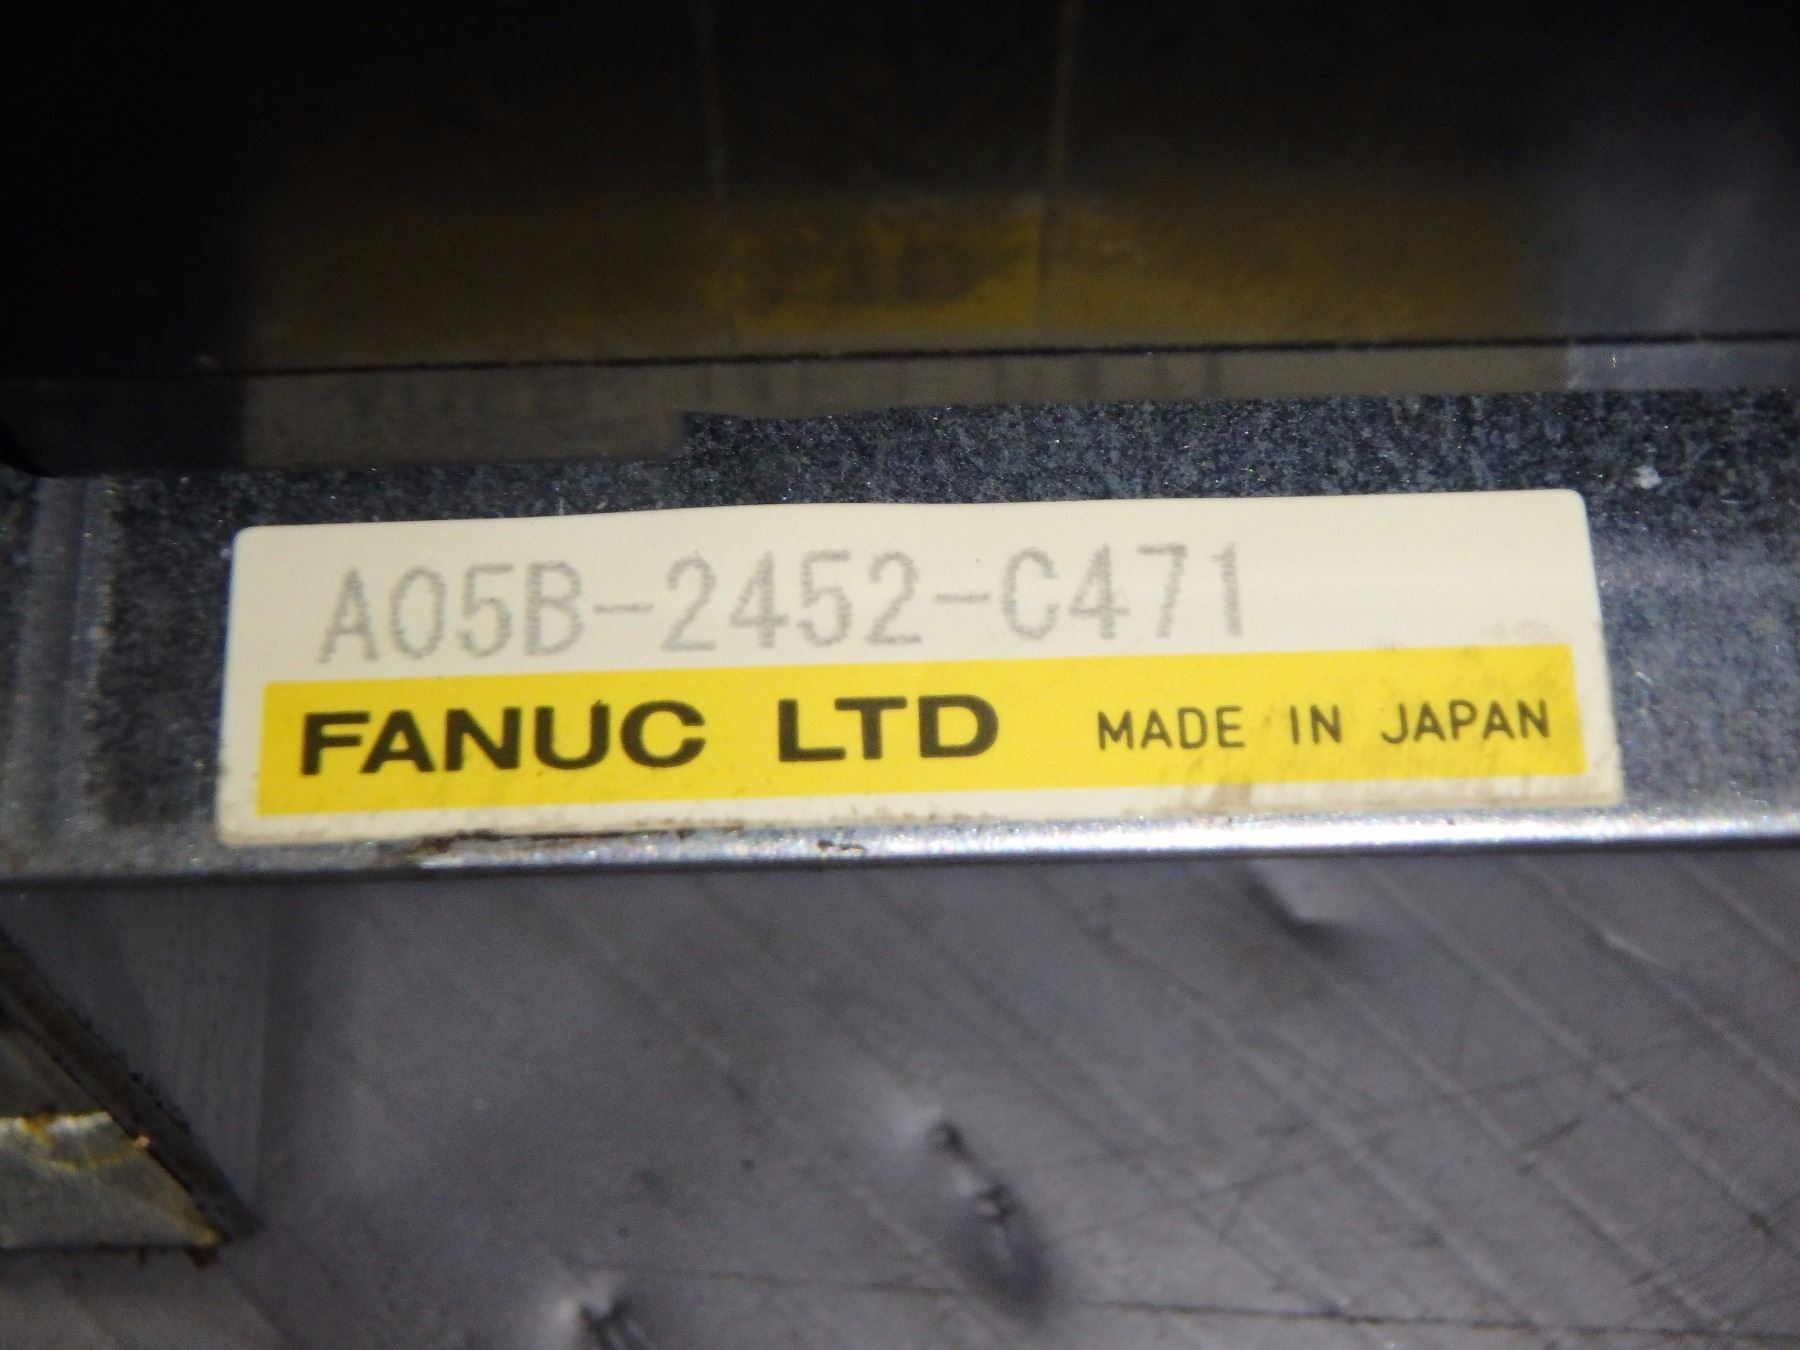 A05B-2452-C471
FANUC LTD MADE IN JAPAN